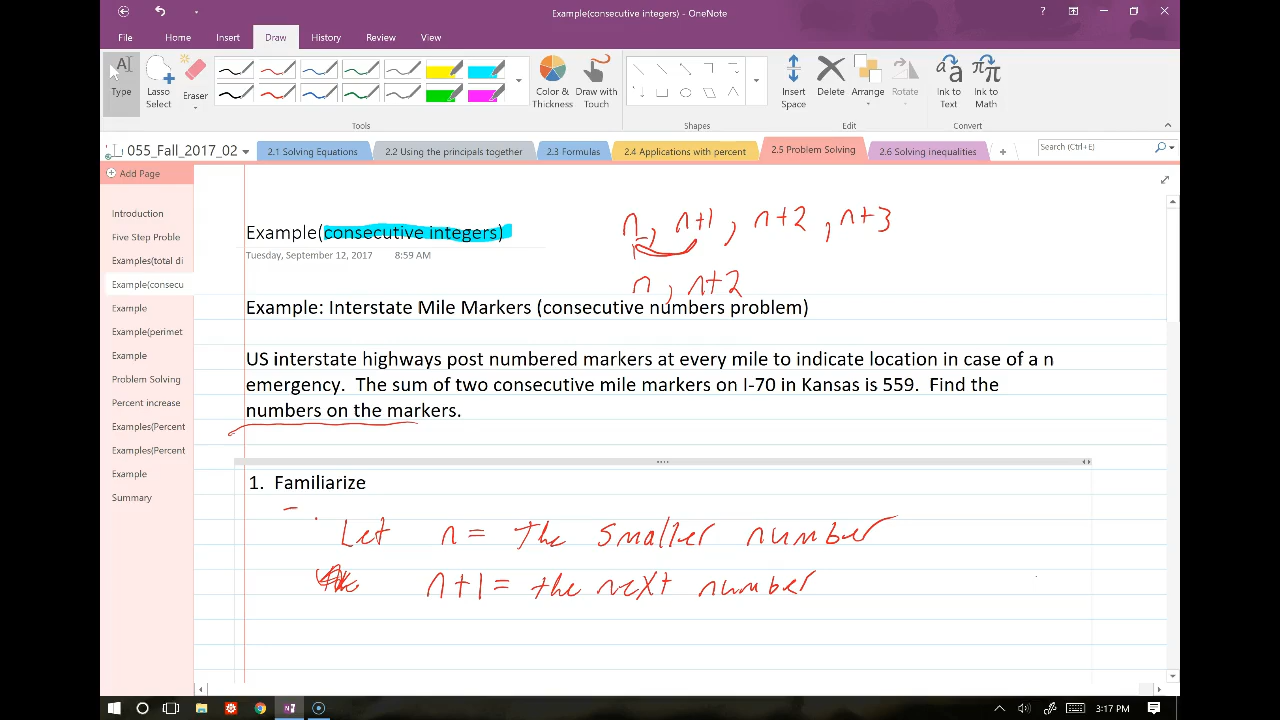 Example(consecutive integers) - OneNote
?
File Home Insert Draw History Review View
Type
Lasso Select
Eraser
Color & Thickness
Draw with Touch
Insert Space
Delete
Arrange
Rotate
Ink to Text
Ink to Math
Tools
Shapes
Edit
Convert
055_Fall_2017_02
2.1 Solving Equations
2.2 Using the principals together
2.3 Formulas
2.4 Applications with percent
2.5 Problem Solving
2.6 Solving inequalities
+
Search (Ctrl+E)
Add Page
Introduction
Five Step Proble
Examples(total di
Example(consecu
Example
Example(perimet
Example
Problem Solving
Percent increase
Examples(Percent
Examples(Percent
Example
Summary
Example(consecutive integers)
Tuesday, September 12, 2017 8:59 AM
n, n+1, n+2, n+3
n, n+2
Example: Interstate Mile Markers (consecutive numbers problem)
US interstate highways post numbered markers at every mile to indicate location in case of a n
emergency. The sum of two consecutive mile markers on I-70 in Kansas is 559. Find the
numbers on the markers.
1. Familiarize
Let n = The smaller number
n+1 = the next number
3:17 PM